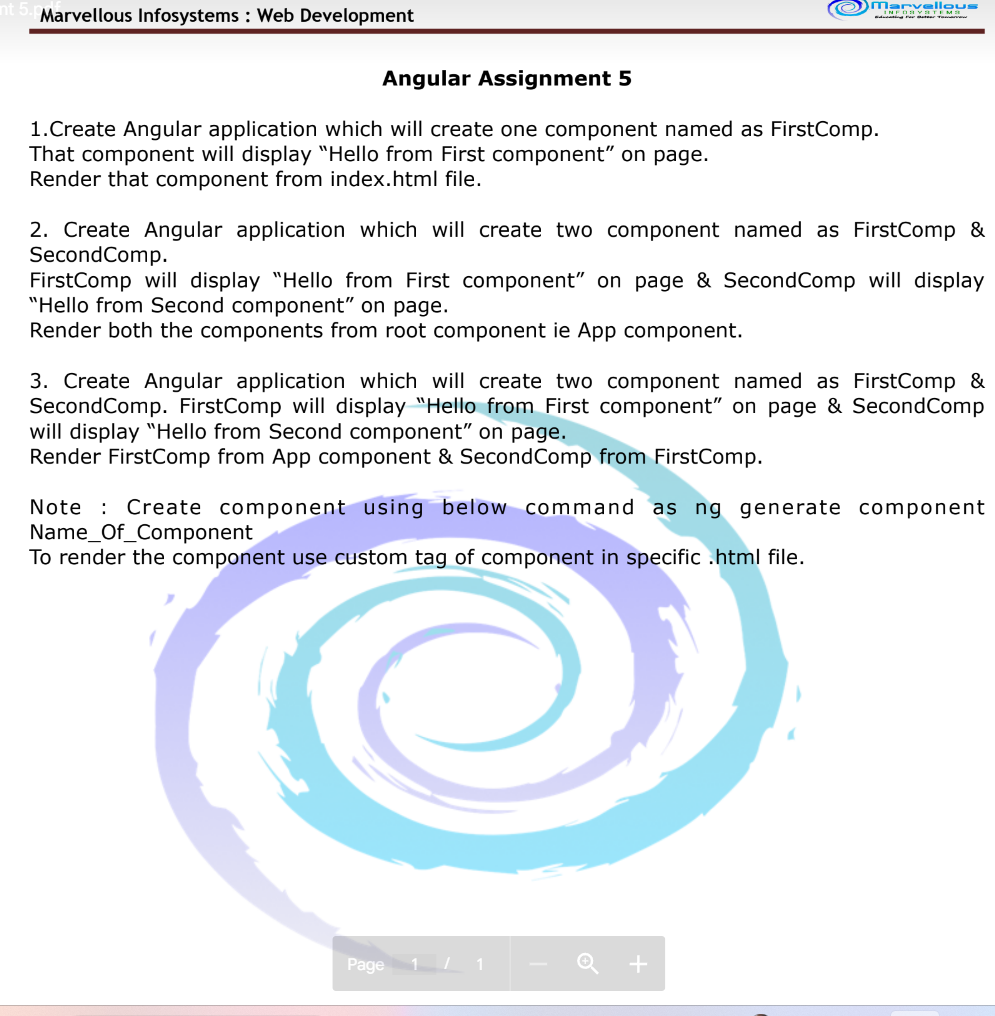 nt 5.pdf
Marvellous Infosystems : Web Development
Marvellous
INFOSYSTEMS
Educating For Better Tomorrow
Angular Assignment 5
1.Create Angular application which will create one component named as FirstComp.
That component will display “Hello from First component” on page.
Render that component from index.html file.
2. Create Angular application which will create two component named as FirstComp &
SecondComp.
FirstComp will display “Hello from First component” on page & SecondComp will display
“Hello from Second component” on page.
Render both the components from root component ie App component.
3. Create Angular application which will create two component named as FirstComp &
SecondComp. FirstComp will display “Hello from First component” on page & SecondComp
will display “Hello from Second component” on page.
Render FirstComp from App component & SecondComp from FirstComp.
Note : Create component using below command as ng generate component
Name_Of_Component
To render the component use custom tag of component in specific .html file.
Page 1 / 1